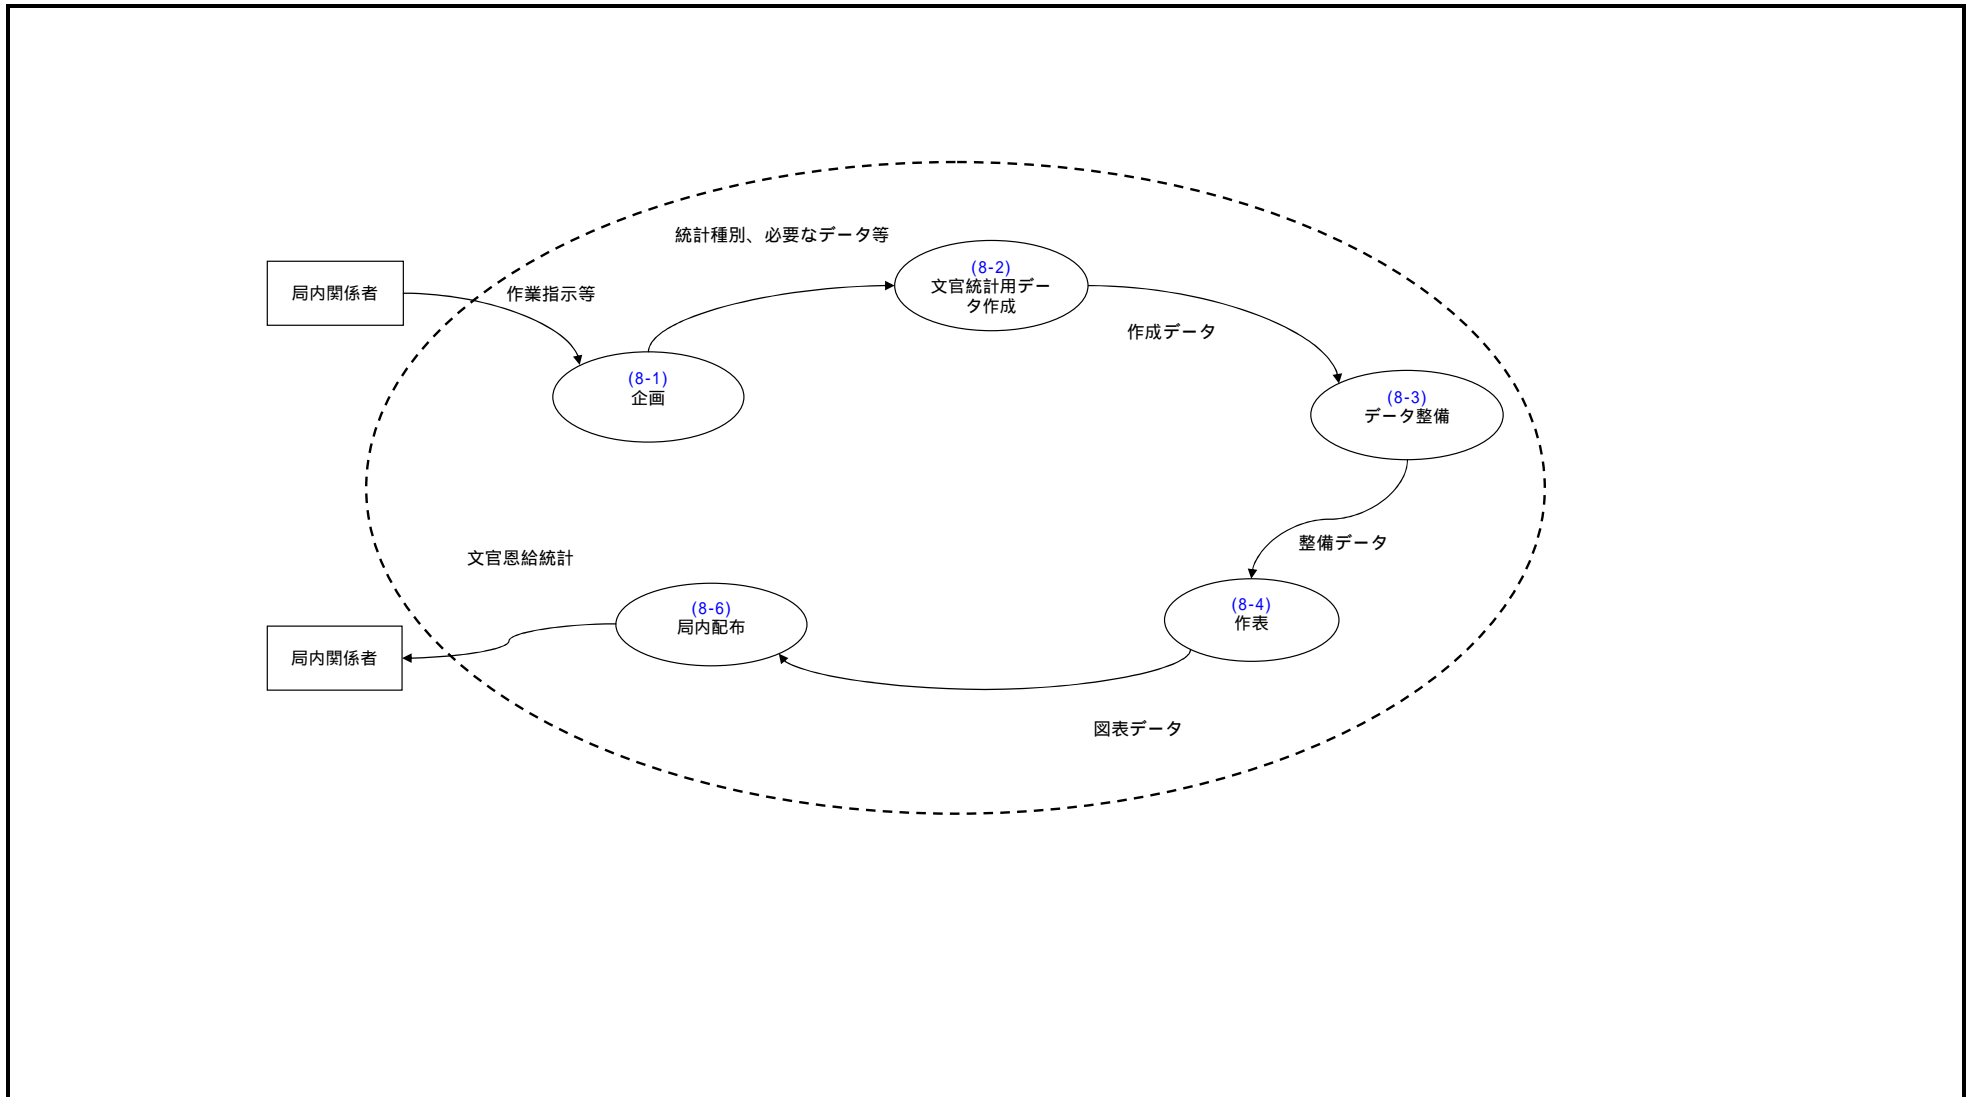 統計種別、必要なデータ等
局内関係者
作業指示等
(8-1)
企画
(8-2)
文官統計用デー
タ作成
作成データ
(8-3)
データ整備
整備データ
(8-4)
作表
図表データ
(8-6)
局内配布
文官恩給統計
局内関係者